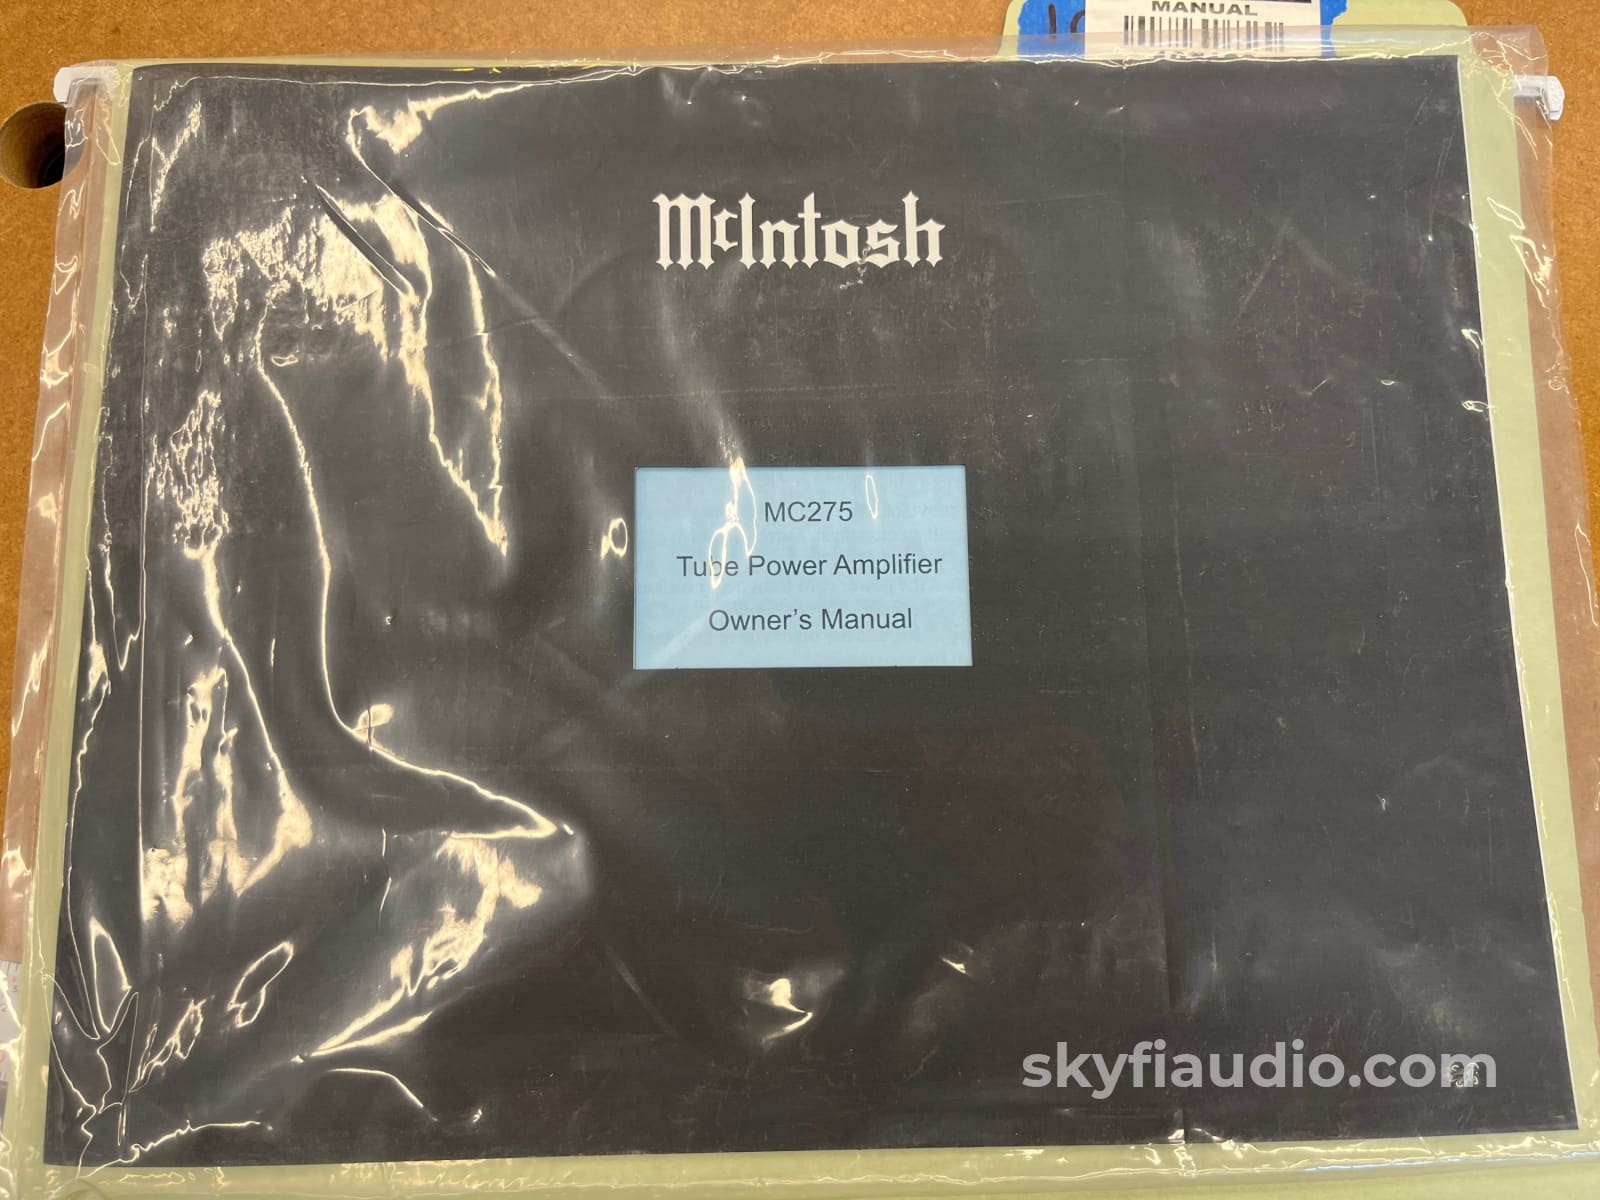 MANUAL
McIntosh
MC275
Tube Power Amplifier
Owner's Manual
skyfiaudio.com